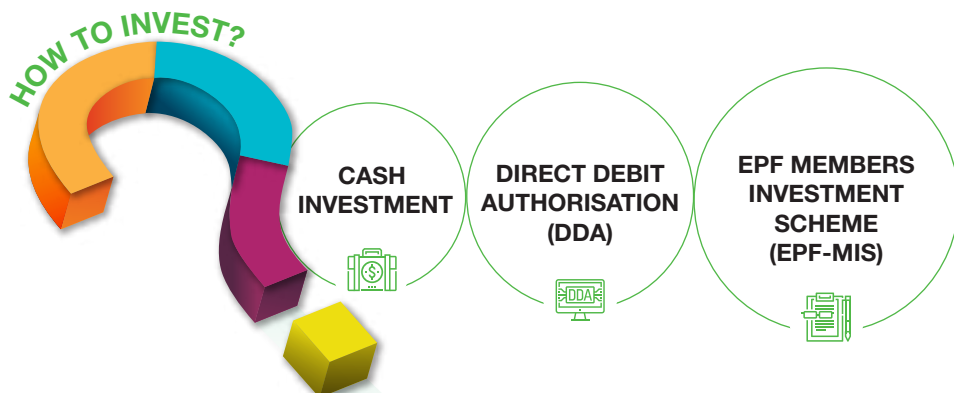 HOW TO INVEST?
CASH
INVESTMENT
DIRECT DEBIT
AUTHORISATION
(DDA)
DDA
EPF MEMBERS
INVESTMENT
SCHEME
(EPF-MIS)
$